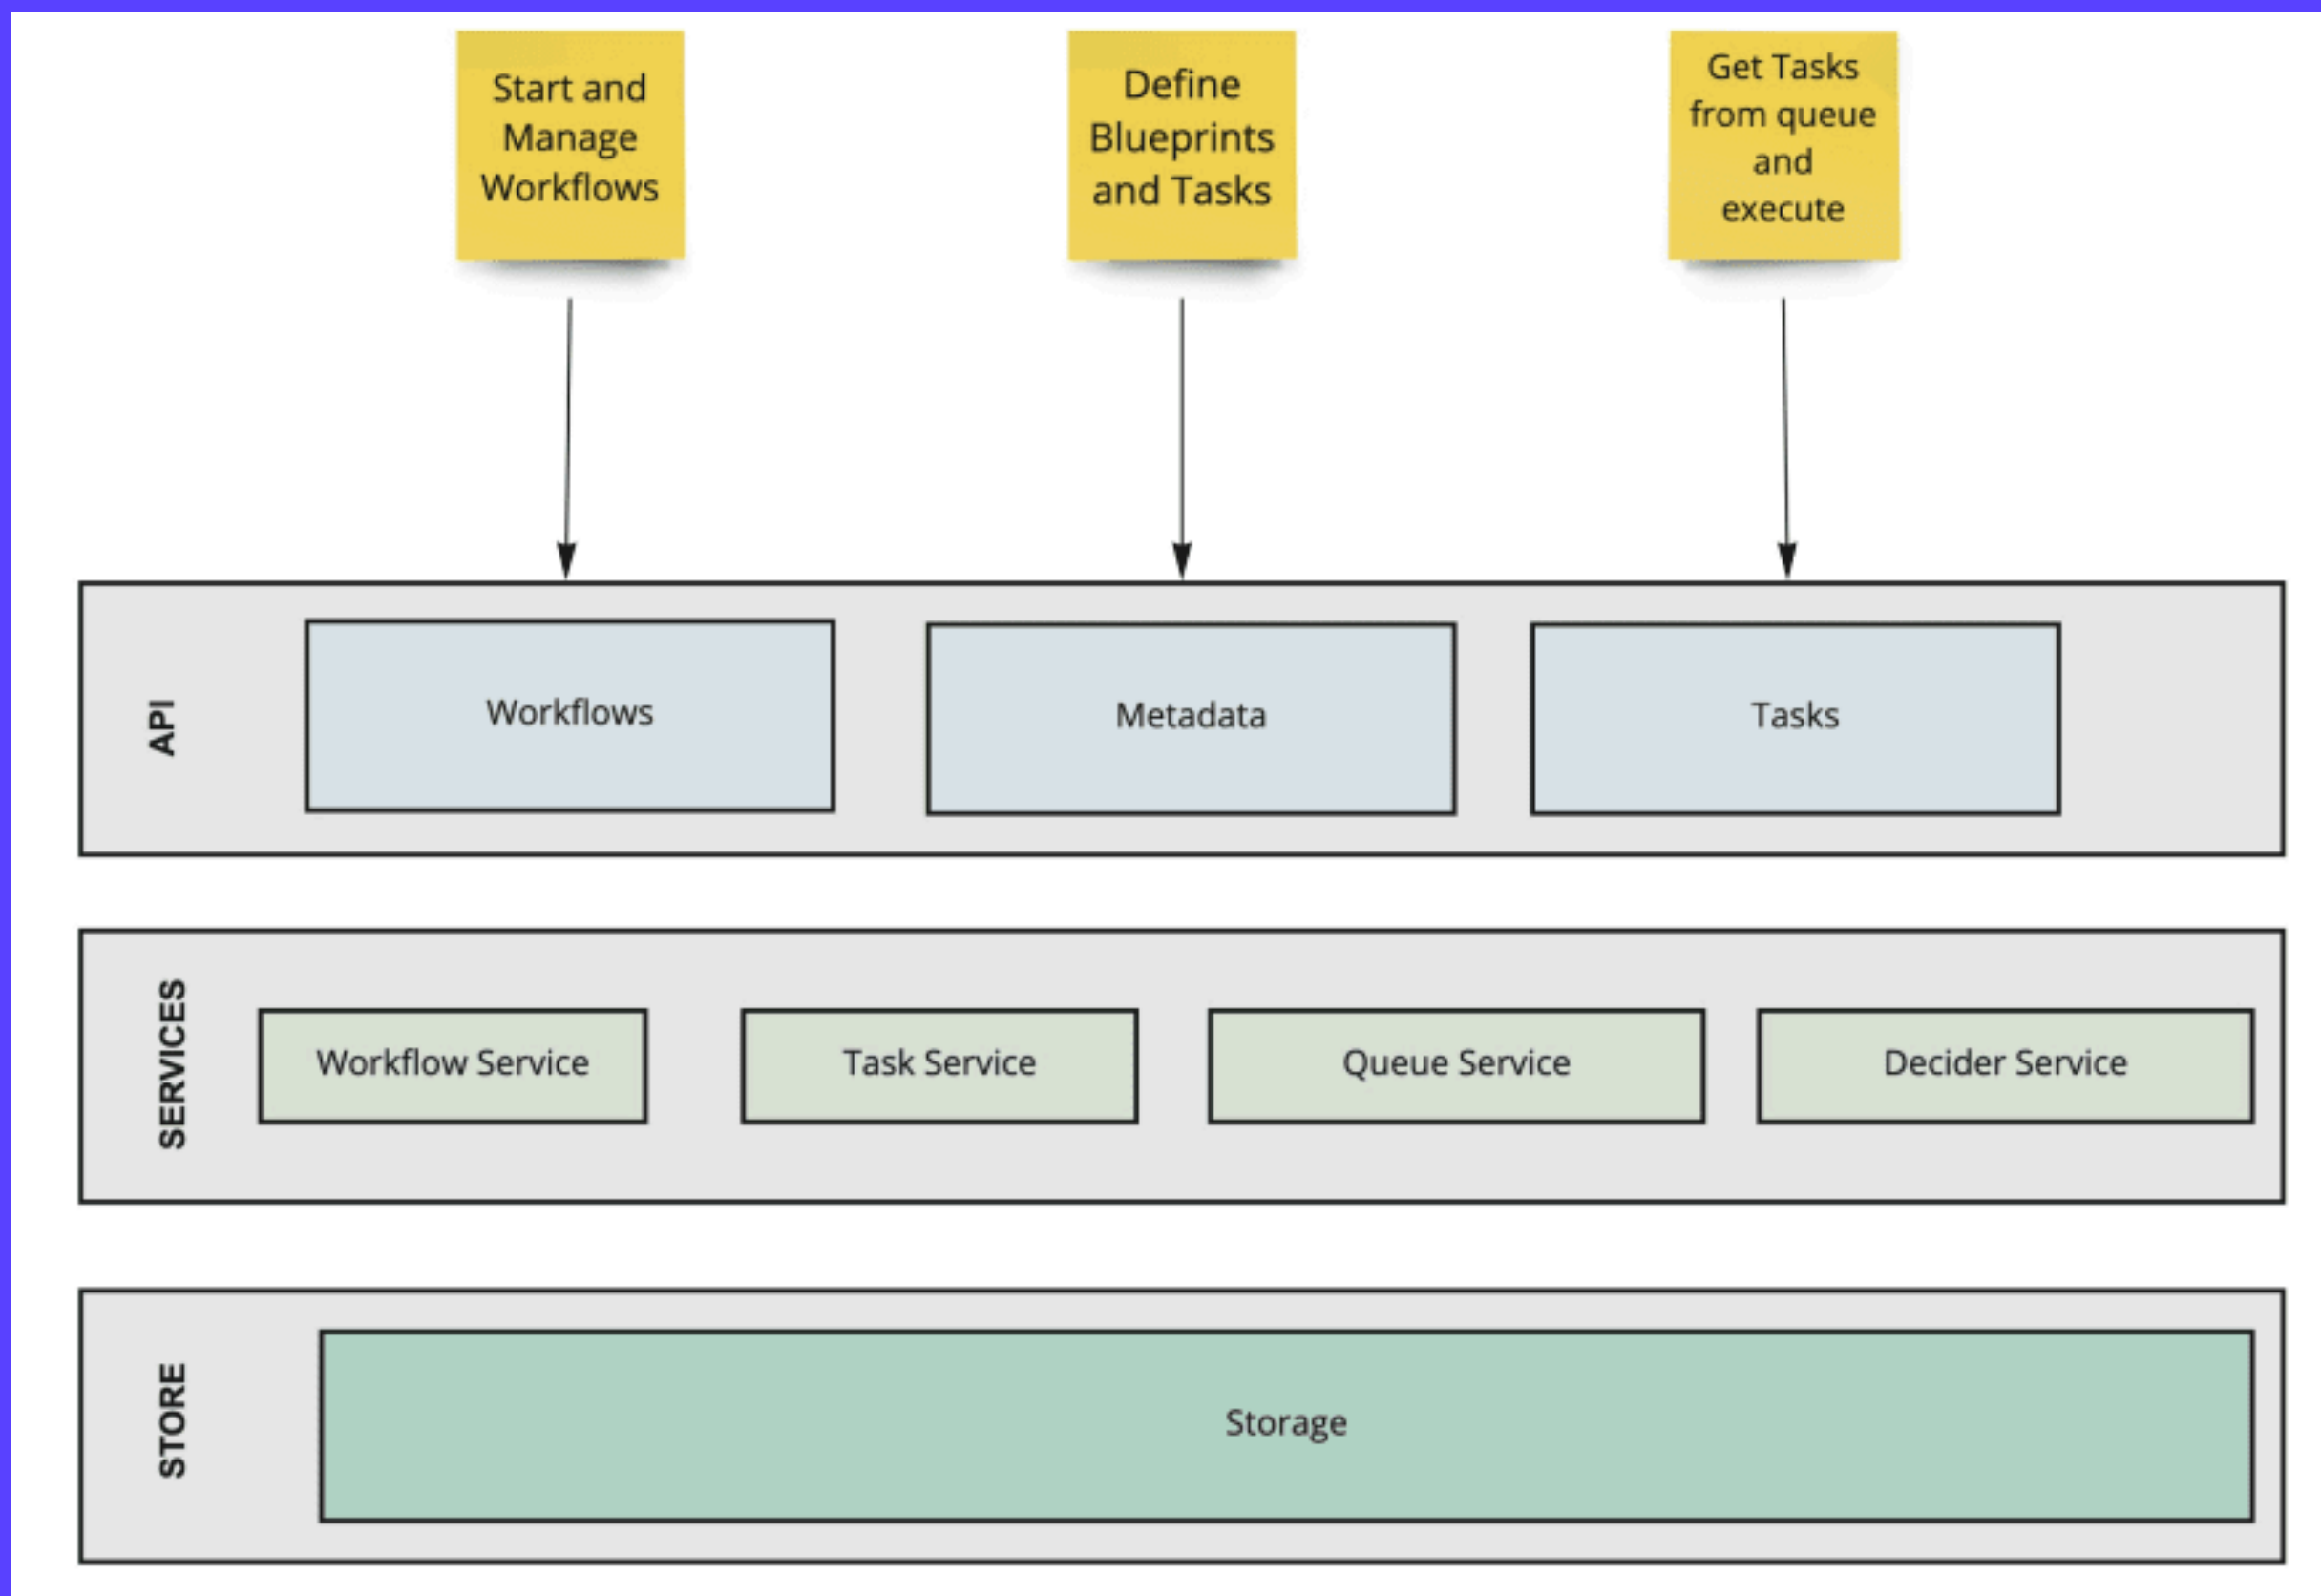 Start and
Manage
Workflows
Define
Blueprints
and Tasks
Get Tasks
from queue
and
execute
API
Workflows
Metadata
Tasks
SERVICES
Workflow Service
Task Service
Queue Service
Decider Service
STORE
Storage